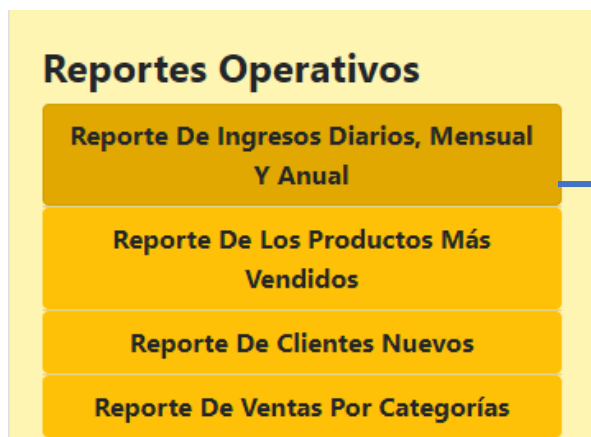 Reportes Operativos
Reporte De Ingresos Diarios, Mensual
Y Anual
Reporte De Los Productos Más
Vendidos
Reporte De Clientes Nuevos
Reporte De Ventas Por Categorías